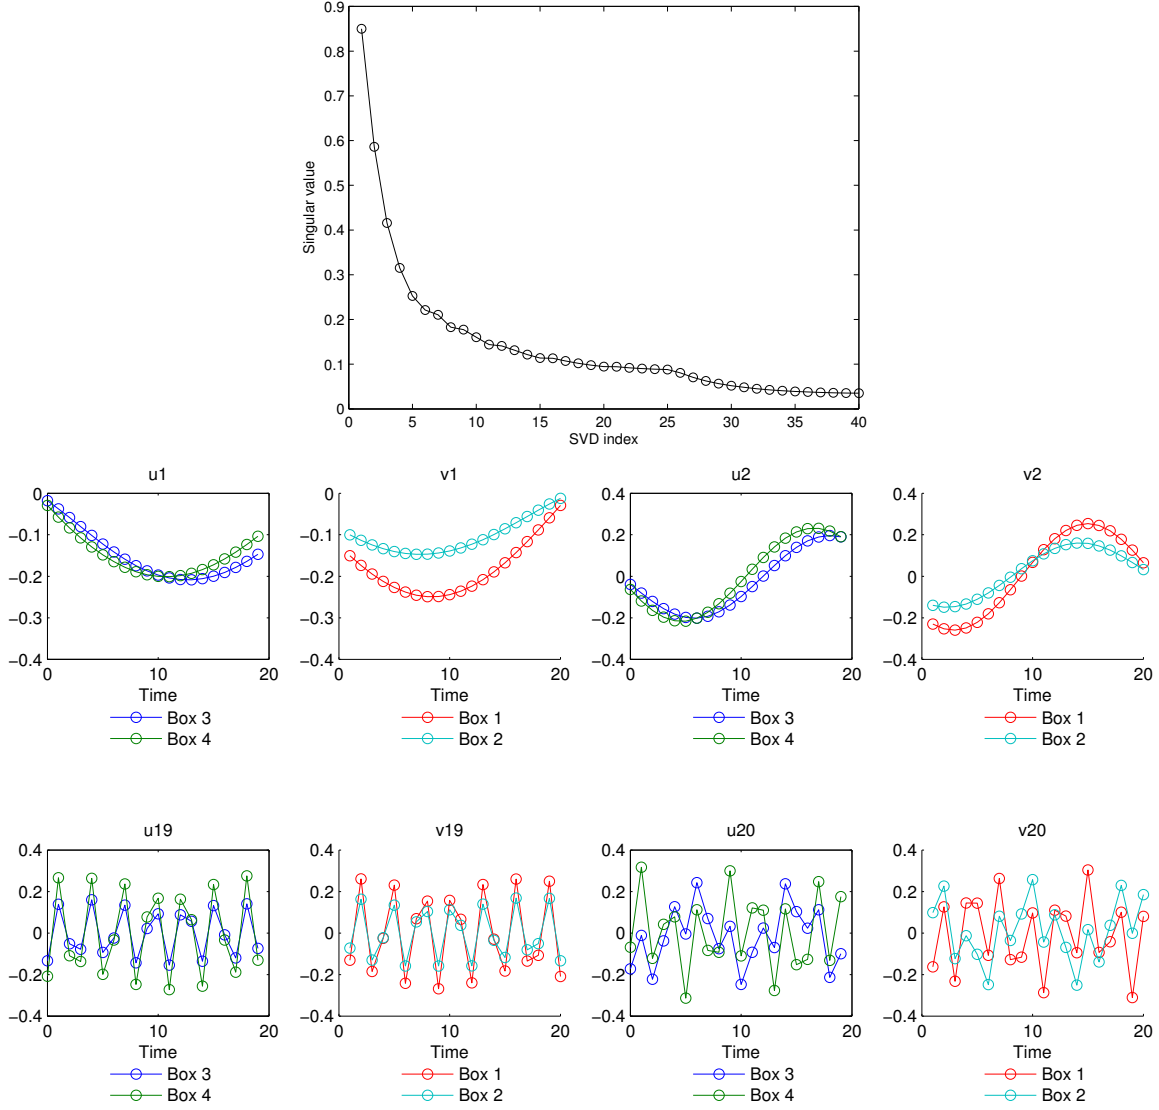 0.9
0.8
0.7
0.6
0.5
0.4
0.3
0.2
0.1
0
Singular value
0 5 10 15 20 25 30 35 40
SVD index
u1 v1 u2 v2
0 0 0.4 0.4
−0.1 −0.1 0.2 0.2
−0.2 −0.2 0 0
−0.3 −0.3 −0.2 −0.2
−0.4 −0.4 −0.4 −0.4
0 10 20 0 10 20 0 10 20 0 10 20
Time Time Time Time
Box 3 Box 1 Box 3 Box 1
Box 4 Box 2 Box 4 Box 2
u19 v19 u20 v20
0.4 0.4 0.4 0.4
0.2 0.2 0.2 0.2
0 0 0 0
−0.2 −0.2 −0.2 −0.2
−0.4 −0.4 −0.4 −0.4
0 10 20 0 10 20 0 10 20 0 10 20
Time Time Time Time
Box 3 Box 1 Box 3 Box 1
Box 4 Box 2 Box 4 Box 2